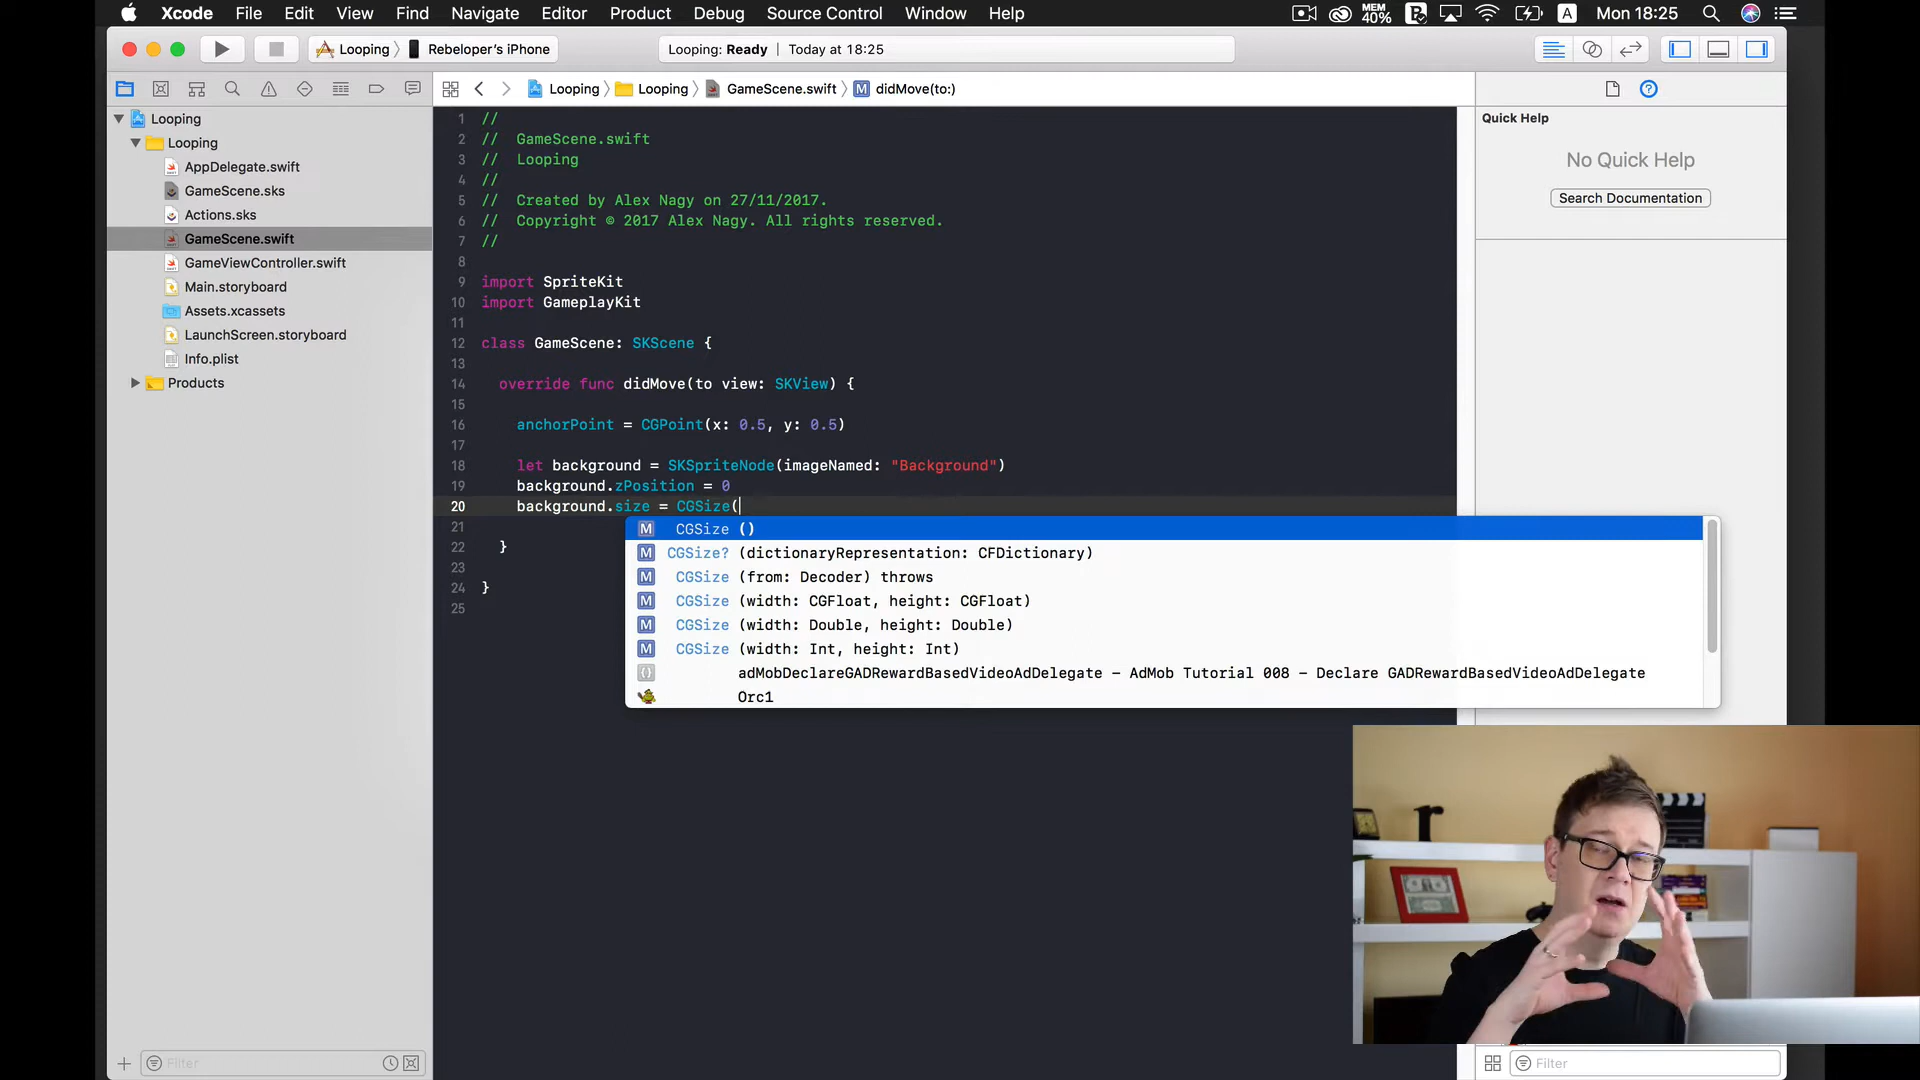 Xcode File Edit View Find Navigate Editor Product Debug Source Control Window Help MEM 40% A Mon 18:25
Looping Rebeloper's iPhone Looping: Ready Today at 18:25
Looping Looping GameScene.swift M didMove(to:)
Looping
Looping
AppDelegate.swift
GameScene.sks
Actions.sks
GameScene.swift
GameViewController.swift
Main.storyboard
Assets.xcassets
LaunchScreen.storyboard
Info.plist
Products
Filter
1 //
2 // GameScene.swift
3 // Looping
4 //
5 // Created by Alex Nagy on 27/11/2017.
6 // Copyright © 2017 Alex Nagy. All rights reserved.
7 //
8
9 import SpriteKit
10 import GameplayKit
11
12 class GameScene: SKScene {
13
14 override func didMove(to view: SKView) {
15
16 anchorPoint = CGPoint(x: 0.5, y: 0.5)
17
18 let background = SKSpriteNode(imageNamed: "Background")
19 background.zPosition = 0
20 background.size = CGSize(
21
22 }
23
24 }
25
M CGSize ()
M CGSize? (dictionaryRepresentation: CFDictionary)
M CGSize (from: Decoder) throws
M CGSize (width: CGFloat, height: CGFloat)
M CGSize (width: Double, height: Double)
M CGSize (width: Int, height: Int)
{} adMobDeclareGADRewardBasedVideoAdDelegate – AdMob Tutorial 008 – Declare GADRewardBasedVideoAdDelegate
Orc1
Quick Help
No Quick Help
Search Documentation
Filter